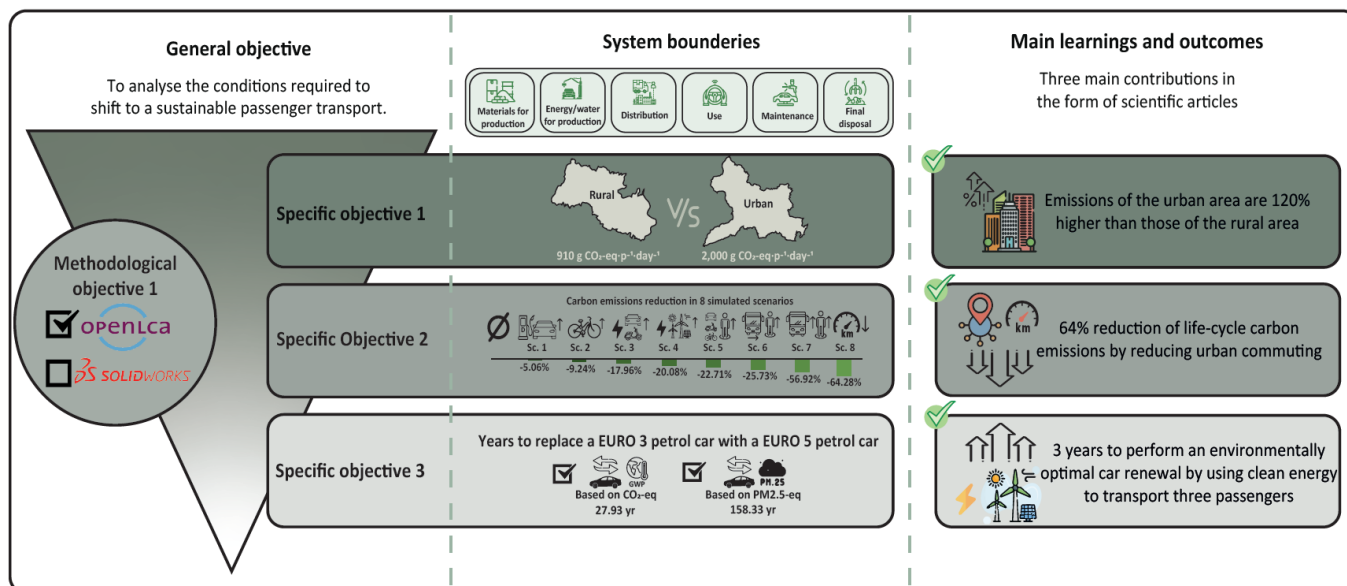 General objective
To analyse the conditions required to
shift to a sustainable passenger transport.
System bounderies
Materials for
production
Energy/water
for production
Distribution
Use
Maintenance
Final
disposal
Main learnings and outcomes
Three main contributions in
the form of scientific articles
Methodological
objective 1
openLca
3DS SOLIDWORKS
Specific objective 1
Rural
V/S
Urban
910 g CO₂-eq·p⁻¹·day⁻¹
2,000 g CO₂-eq·p⁻¹·day⁻¹
%
Emissions of the urban area are 120%
higher than those of the rural area
Specific Objective 2
Carbon emissions reduction in 8 simulated scenarios
Ø
km
Sc. 1 Sc. 2 Sc. 3 Sc. 4 Sc. 5 Sc. 6 Sc. 7 Sc. 8
-5.06% -9.24% -17.96% -20.08% -22.71% -25.73% -56.92% -64.28%
km
64% reduction of life-cycle carbon
emissions by reducing urban commuting
Specific objective 3
Years to replace a EURO 3 petrol car with a EURO 5 petrol car
GWP
Based on CO₂-eq
27.93 yr
PM.25
Based on PM2.5-eq
158.33 yr
3 years to perform an environmentally
optimal car renewal by using clean energy
to transport three passengers